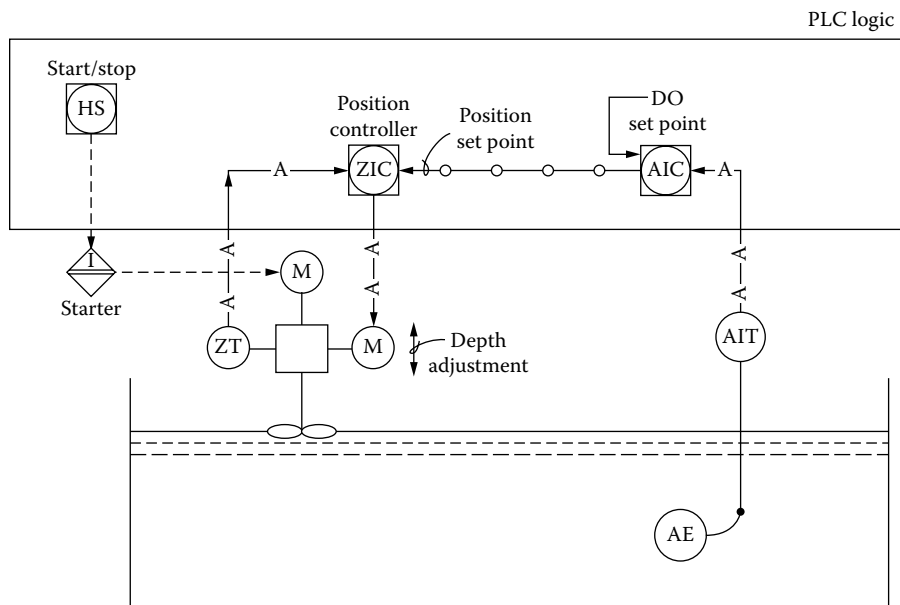 PLC logic
Start/stop
HS
Position
controller
ZIC
Position
set point
DO
set point
AIC
A
A
A
A
A
A
A
A
A
I
Starter
M
ZT
M
Depth
adjustment
AIT
AE